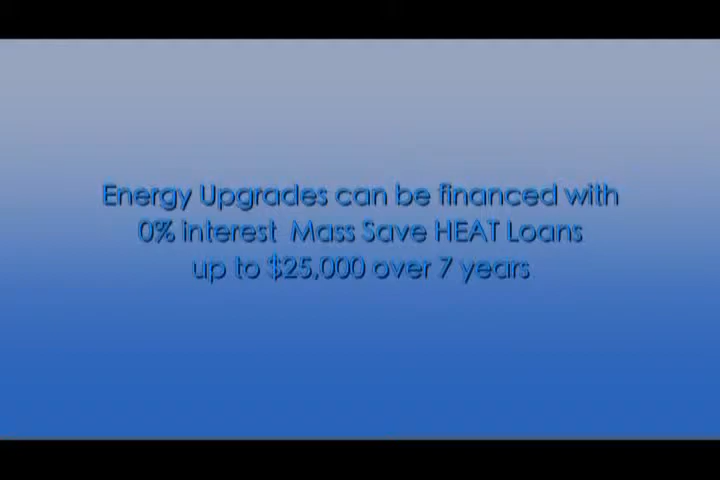 Energy Upgrades can be financed with
0% interest Mass Save HEAT Loans
up to $25,000 over 7 years